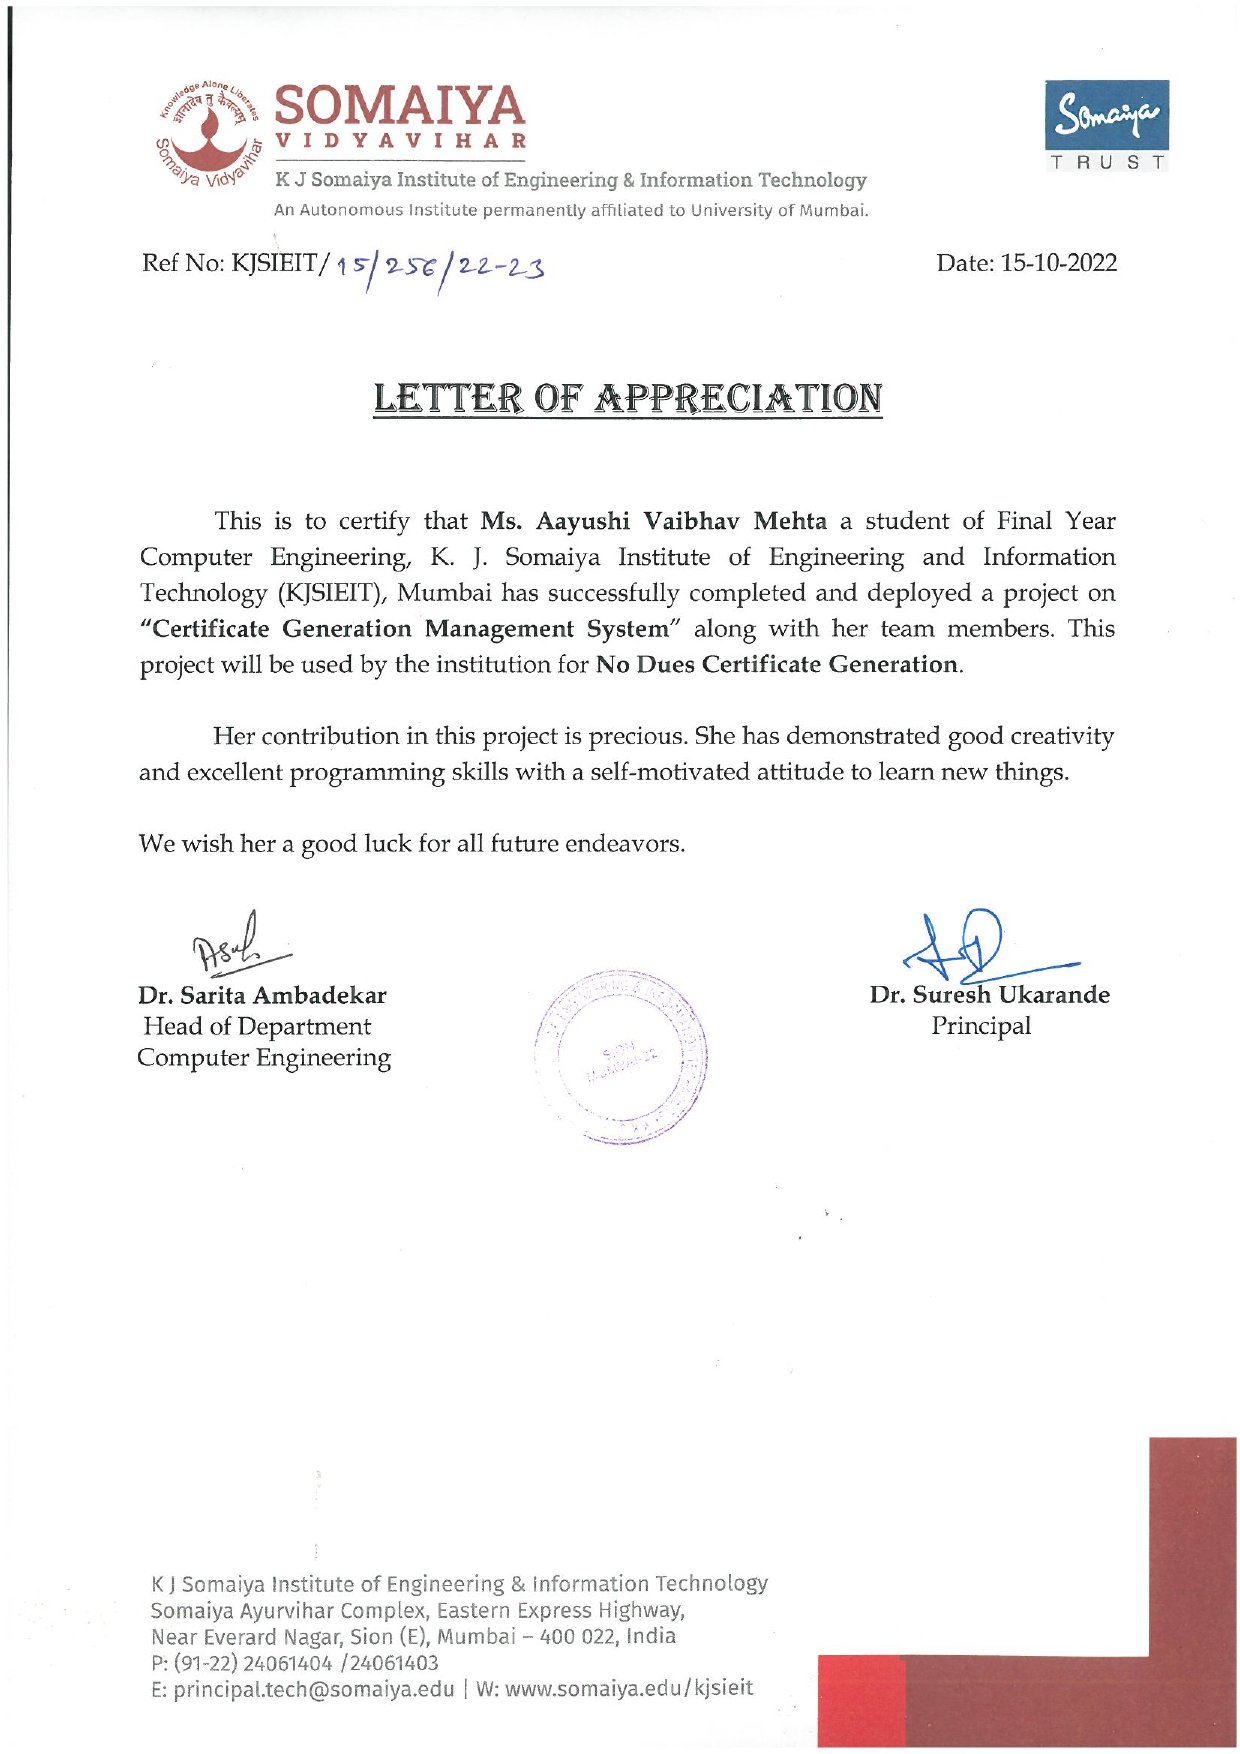 Knowledge Alone Liberates
ज्ञानादेव तु कैवल्यम्
Somaiya Vidyavihar
SOMAIYA
VIDYAVIHAR
K J Somaiya Institute of Engineering & Information Technology
An Autonomous Institute permanently affiliated to University of Mumbai.
Somaiya
TRUST
Ref No: KJSIEIT/ 15/256/22-23
Date: 15-10-2022
LETTER OF APPRECIATION
This is to certify that Ms. Aayushi Vaibhav Mehta a student of Final Year
Computer Engineering, K. J. Somaiya Institute of Engineering and Information
Technology (KJSIEIT), Mumbai has successfully completed and deployed a project on
“Certificate Generation Management System” along with her team members. This
project will be used by the institution for No Dues Certificate Generation.
Her contribution in this project is precious. She has demonstrated good creativity
and excellent programming skills with a self-motivated attitude to learn new things.
We wish her a good luck for all future endeavors.
Dr. Sarita Ambadekar
Head of Department
Computer Engineering
SION
Dr. Suresh Ukarande
Principal
K J Somaiya Institute of Engineering & Information Technology
Somaiya Ayurvihar Complex, Eastern Express Highway,
Near Everard Nagar, Sion (E), Mumbai – 400 022, India
P: (91-22) 24061404 /24061403
E: principal.tech@somaiya.edu | W: www.somaiya.edu/kjsieit